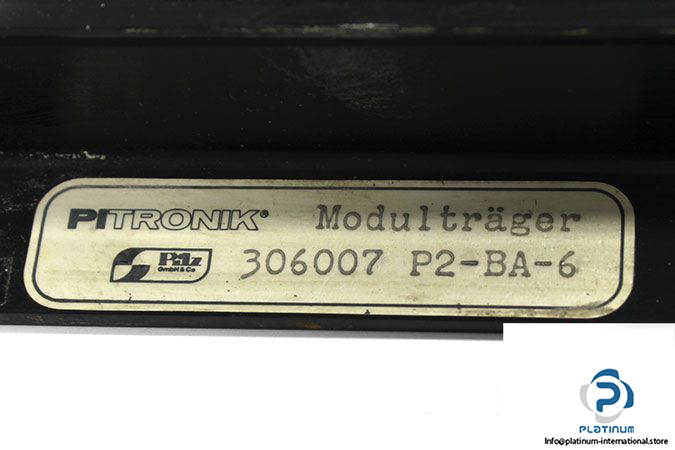 PITRONIK® Modulträger
Pilz 306007 P2-BA-6
GmbH & Co
PLATINUM
info@platinum-international.store